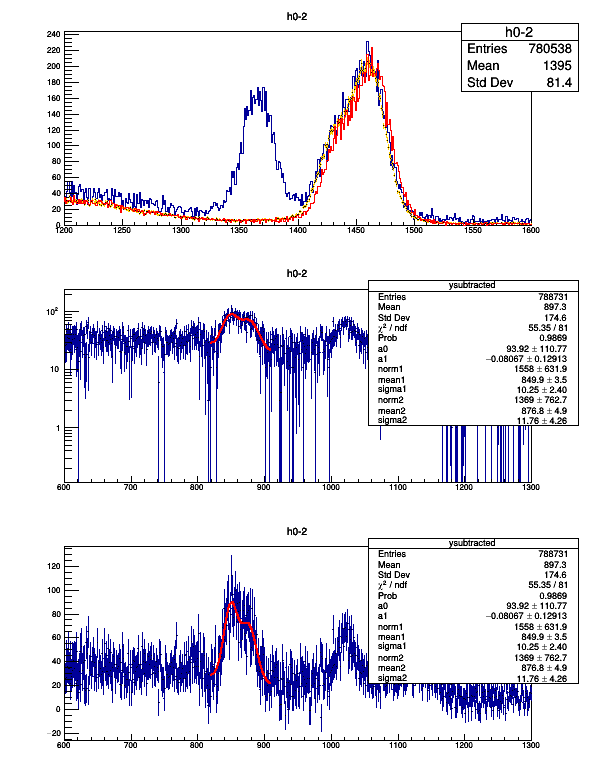 h0-2
h0-2
Entries 780538
Mean 1395
Std Dev 81.4
240
220
200
180
160
140
120
100
80
60
40
20
1200 1250 1300 1350 1400 1450 1500 1550 1600
h0-2
ysubtracted
Entries 788731
Mean 897.3
Std Dev 174.6
χ² / ndf 55.35 / 81
Prob 0.9869
a0 93.92 ± 110.77
a1 −0.08067 ± 0.12913
norm1 1558 ± 631.9
mean1 849.9 ± 3.5
sigma1 10.25 ± 2.40
norm2 1369 ± 762.7
mean2 876.8 ± 4.9
sigma2 11.76 ± 4.26
10²
10
1
600 700 800 900 1000 1100 1200 1300
h0-2
ysubtracted
Entries 788731
Mean 897.3
Std Dev 174.6
χ² / ndf 55.35 / 81
Prob 0.9869
a0 93.92 ± 110.77
a1 −0.08067 ± 0.12913
norm1 1558 ± 631.9
mean1 849.9 ± 3.5
sigma1 10.25 ± 2.40
norm2 1369 ± 762.7
mean2 876.8 ± 4.9
sigma2 11.76 ± 4.26
120
100
80
60
40
20
0
−20
600 700 800 900 1000 1100 1200 1300